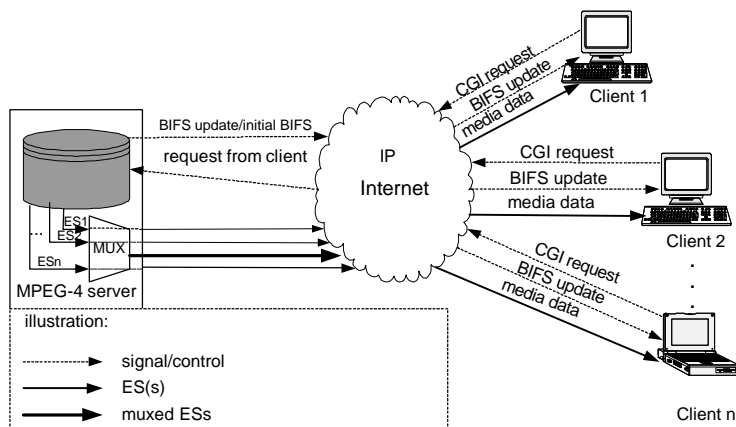 CGI request
BIFS update
media data
Client 1
BIFS update/initial BIFS
request from client
IP
Internet
CGI request
BIFS update
media data
Client 2
ES1
ES2
...
ESn
MUX
MPEG-4 server
CGI request
BIFS update
media data
Client n
illustration:
signal/control
ES(s)
muxed ESs